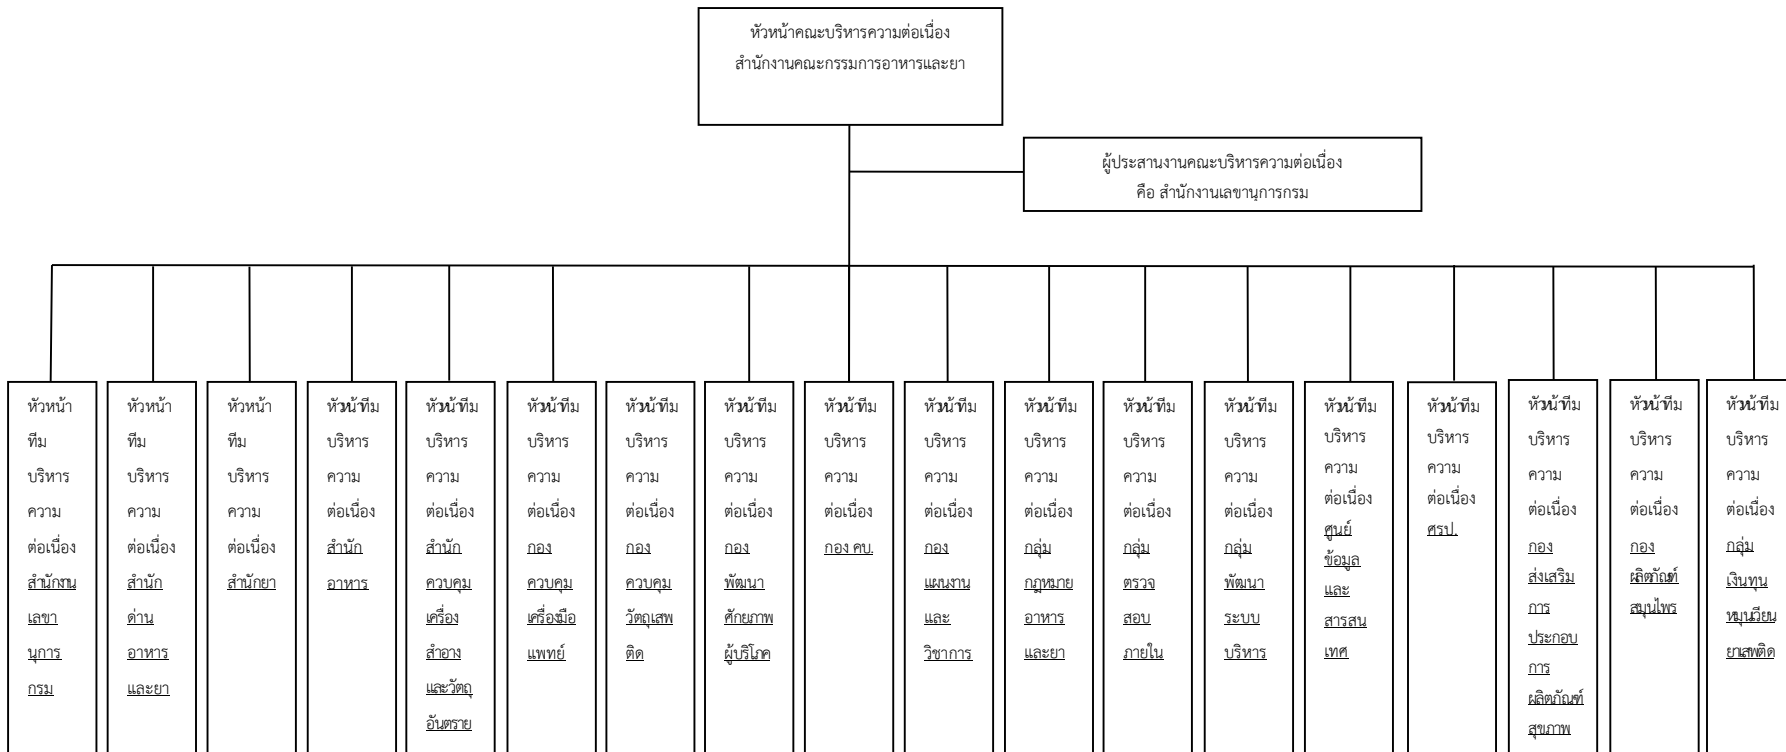 หัวหน้าคณะบริหารความต่อเนื่อง
สำนักงานคณะกรรมการอาหารและยา
ผู้ประสานงานคณะบริหารความต่อเนื่อง
คือ สำนักงานเลขานุการกรม
หัวหน้า
ทีม
บริหาร
ความ
ต่อเนื่อง
สำนักงาน
เลขา
นุการ
กรม
หัวหน้า
ทีม
บริหาร
ความ
ต่อเนื่อง
สำนัก
ด่าน
อาหาร
และยา
หัวหน้า
ทีม
บริหาร
ความ
ต่อเนื่อง
สำนักยา
หัวหน้าทีม
บริหาร
ความ
ต่อเนื่อง
สำนัก
อาหาร
หัวหน้าทีม
บริหาร
ความ
ต่อเนื่อง
สำนัก
ควบคุม
เครื่อง
สำอาง
และวัตถุ
อันตราย
หัวหน้าทีม
บริหาร
ความ
ต่อเนื่อง
กอง
ควบคุม
เครื่องมือ
แพทย์
หัวหน้าทีม
บริหาร
ความ
ต่อเนื่อง
กอง
ควบคุม
วัตถุเสพ
ติด
หัวหน้าทีม
บริหาร
ความ
ต่อเนื่อง
กอง
พัฒนา
ศักยภาพ
ผู้บริโภค
หัวหน้าทีม
บริหาร
ความ
ต่อเนื่อง
กอง คบ.
หัวหน้าทีม
บริหาร
ความ
ต่อเนื่อง
กอง
แผนงาน
และ
วิชาการ
หัวหน้าทีม
บริหาร
ความ
ต่อเนื่อง
กลุ่ม
กฎหมาย
อาหาร
และยา
หัวหน้าทีม
บริหาร
ความ
ต่อเนื่อง
กลุ่ม
ตรวจ
สอบ
ภายใน
หัวหน้าทีม
บริหาร
ความ
ต่อเนื่อง
กลุ่ม
พัฒนา
ระบบ
บริหาร
หัวหน้าทีม
บริหาร
ความ
ต่อเนื่อง
ศูนย์
ข้อมูล
และ
สารสน
เทศ
หัวหน้าทีม
บริหาร
ความ
ต่อเนื่อง
ศรป.
หัวหน้าทีม
บริหาร
ความ
ต่อเนื่อง
กอง
ส่งเสริม
การ
ประกอบ
การ
ผลิตภัณฑ์
สุขภาพ
หัวหน้าทีม
บริหาร
ความ
ต่อเนื่อง
กอง
ผลิตภัณฑ์
สมุนไพร
หัวหน้าทีม
บริหาร
ความ
ต่อเนื่อง
กลุ่ม
เงินทุน
หมุนเวียน
ยาเสพติด